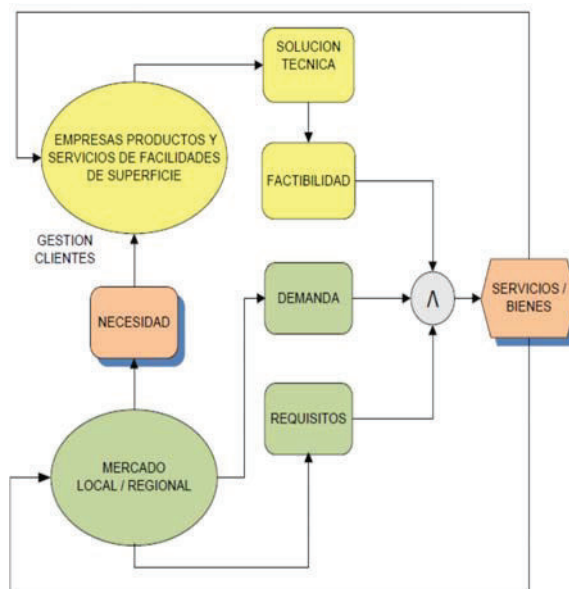 SOLUCION
TECNICA
EMPRESAS PRODUCTOS Y
SERVICIOS DE FACILIDADES
DE SUPERFICIE
FACTIBILIDAD
GESTION
CLIENTES
NECESIDAD
DEMANDA
Λ
SERVICIOS /
BIENES
REQUISITOS
MERCADO
LOCAL / REGIONAL